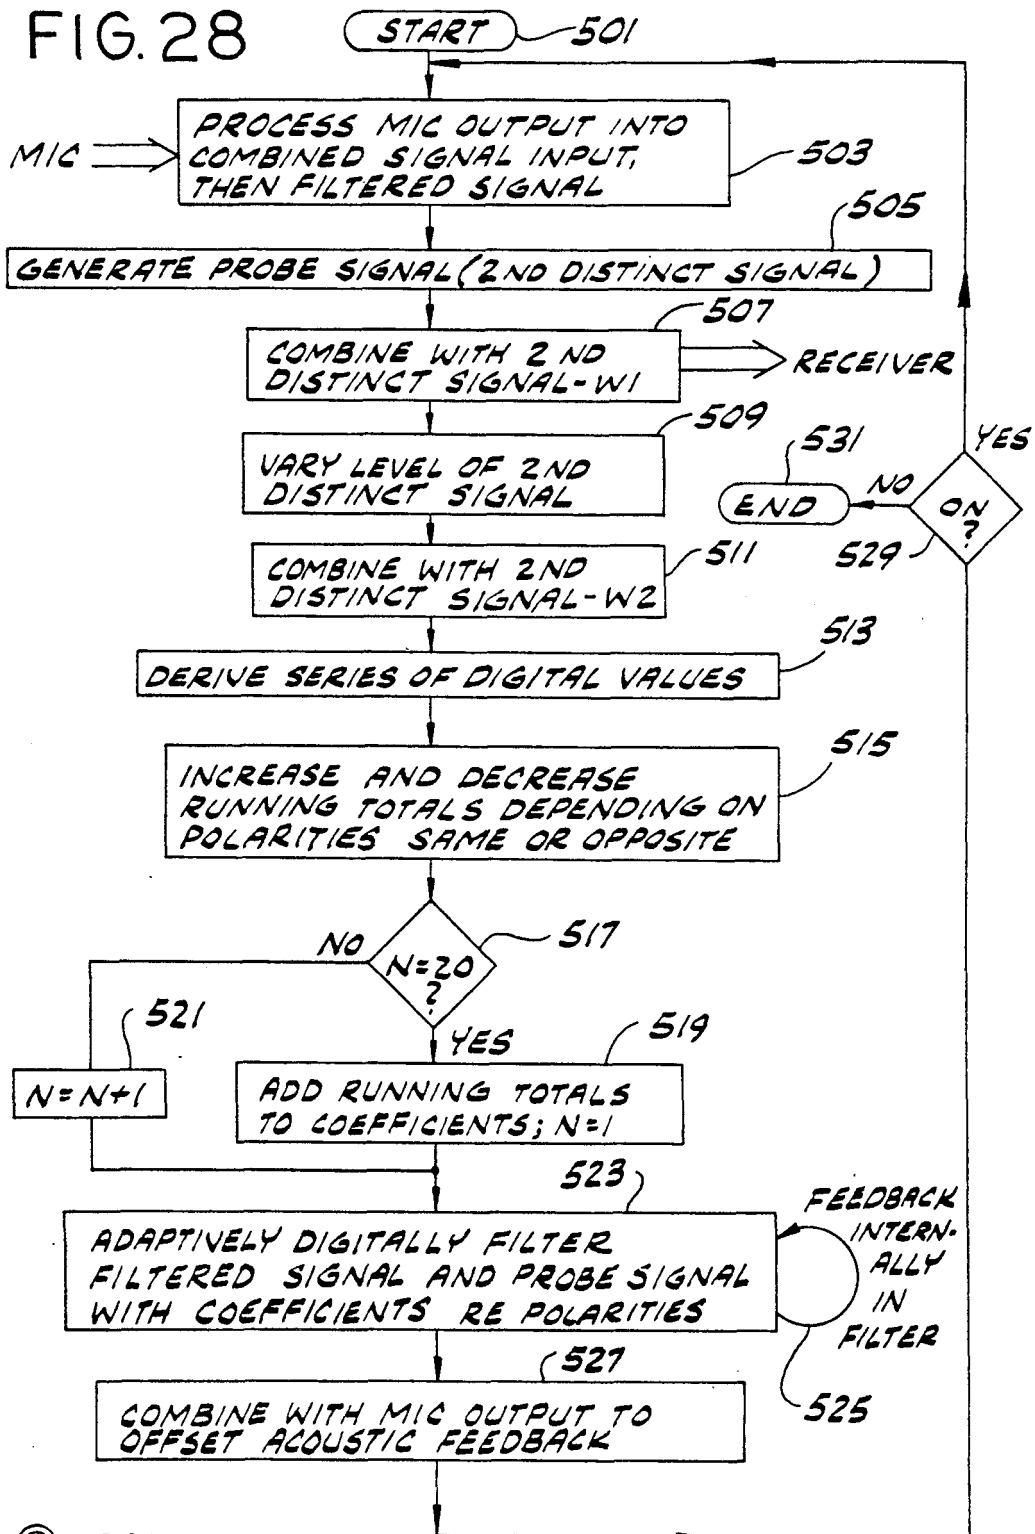 FIG. 28
START
501
MIC
PROCESS MIC OUTPUT INTO
COMBINED SIGNAL INPUT,
THEN FILTERED SIGNAL
503
505
GENERATE PROBE SIGNAL (2ND DISTINCT SIGNAL)
507
COMBINE WITH 2ND
DISTINCT SIGNAL-W1
RECEIVER
509
VARY LEVEL OF 2ND
DISTINCT SIGNAL
531
END
NO
YES
ON
?
529
511
COMBINE WITH 2ND
DISTINCT SIGNAL-W2
513
DERIVE SERIES OF DIGITAL VALUES
515
INCREASE AND DECREASE
RUNNING TOTALS DEPENDING ON
POLARITIES SAME OR OPPOSITE
NO
N=20
?
517
YES
521
N=N+1
519
ADD RUNNING TOTALS
TO COEFFICIENTS; N=1
523
ADAPTIVELY DIGITALLY FILTER
FILTERED SIGNAL AND PROBE SIGNAL
WITH COEFFICIENTS RE POLARITIES
FEEDBACK
INTERN-
ALLY
IN
FILTER
525
527
COMBINE WITH MIC OUTPUT TO
OFFSET ACOUSTIC FEEDBACK